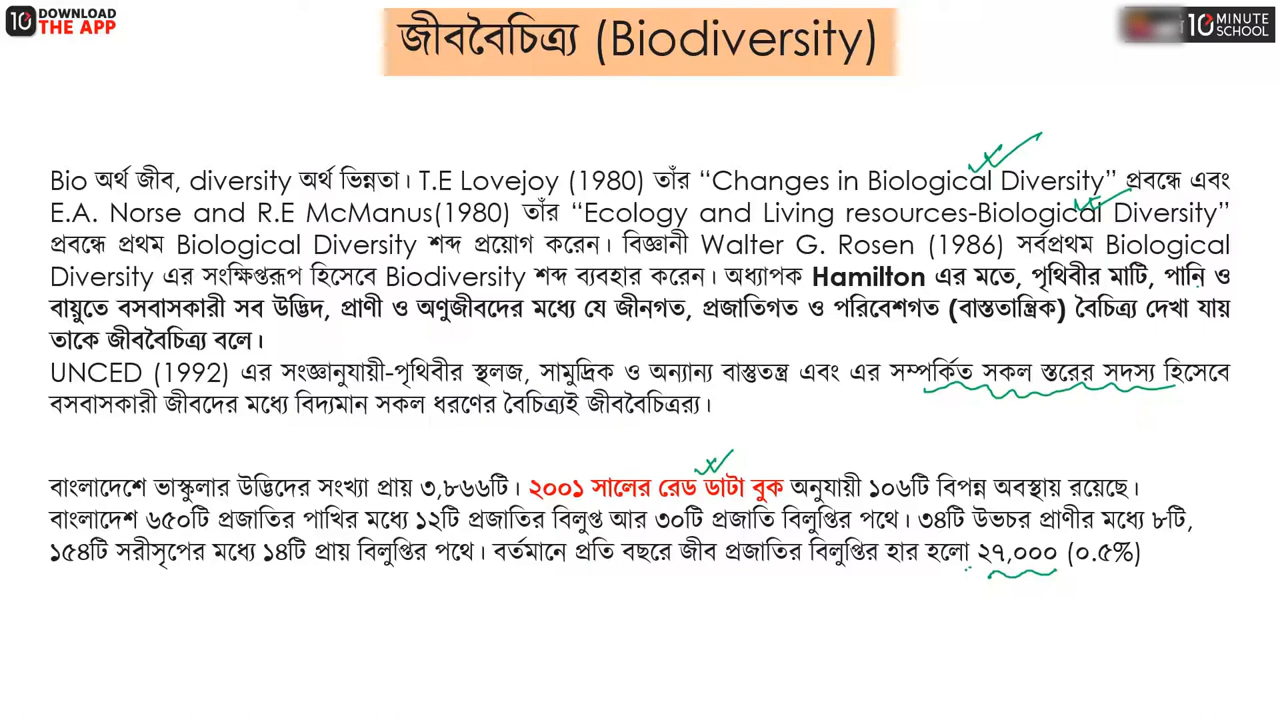 10 DOWNLOAD
THE APP
জীববৈচিত্র্য (Biodiversity)
10 MINUTE
SCHOOL
Bio অর্থ জীব, diversity অর্থ ভিন্নতা। T.E Lovejoy (1980) তাঁর “Changes in Biological Diversity” প্রবন্ধে এবং
E.A. Norse and R.E McManus(1980) তাঁর “Ecology and Living resources-Biological Diversity”
প্রবন্ধে প্রথম Biological Diversity শব্দ প্রয়োগ করেন। বিজ্ঞানী Walter G. Rosen (1986) সর্বপ্রথম Biological
Diversity এর সংক্ষিপ্তরূপ হিসেবে Biodiversity শব্দ ব্যবহার করেন। অধ্যাপক Hamilton এর মতে, পৃথিবীর মাটি, পানি ও
বায়ুতে বসবাসকারী সব উদ্ভিদ, প্রাণী ও অণুজীবদের মধ্যে যে জীনগত, প্রজাতিগত ও পরিবেশগত (বাস্ততান্ত্রিক) বৈচিত্র্য দেখা যায়
তাকে জীববৈচিত্র্য বলে।
UNCED (1992) এর সংজ্ঞানুযায়ী-পৃথিবীর স্থলজ, সামুদ্রিক ও অন্যান্য বাস্তুতন্ত্র এবং এর সম্পর্কিত সকল স্তরের সদস্য হিসেবে
বসবাসকারী জীবদের মধ্যে বিদ্যমান সকল ধরণের বৈচিত্র্যই জীববৈচিত্র্য।
বাংলাদেশে ভাস্কুলার উদ্ভিদের সংখ্যা প্রায় ৩,৮৬৬টি। ২০০১ সালের রেড ডাটা বুক অনুযায়ী ১০৬টি বিপন্ন অবস্থায় রয়েছে।
বাংলাদেশ ৬৫০টি প্রজাতির পাখির মধ্যে ১২টি প্রজাতির বিলুপ্ত আর ৩০টি প্রজাতি বিলুপ্তির পথে। ৩৪টি উভচর প্রাণীর মধ্যে ৮টি,
১৫৪টি সরীসৃপের মধ্যে ১৪টি প্রায় বিলুপ্তির পথে। বর্তমানে প্রতি বছরে জীব প্রজাতির বিলুপ্তির হার হলো ২৭,০০০ (০.৫%)